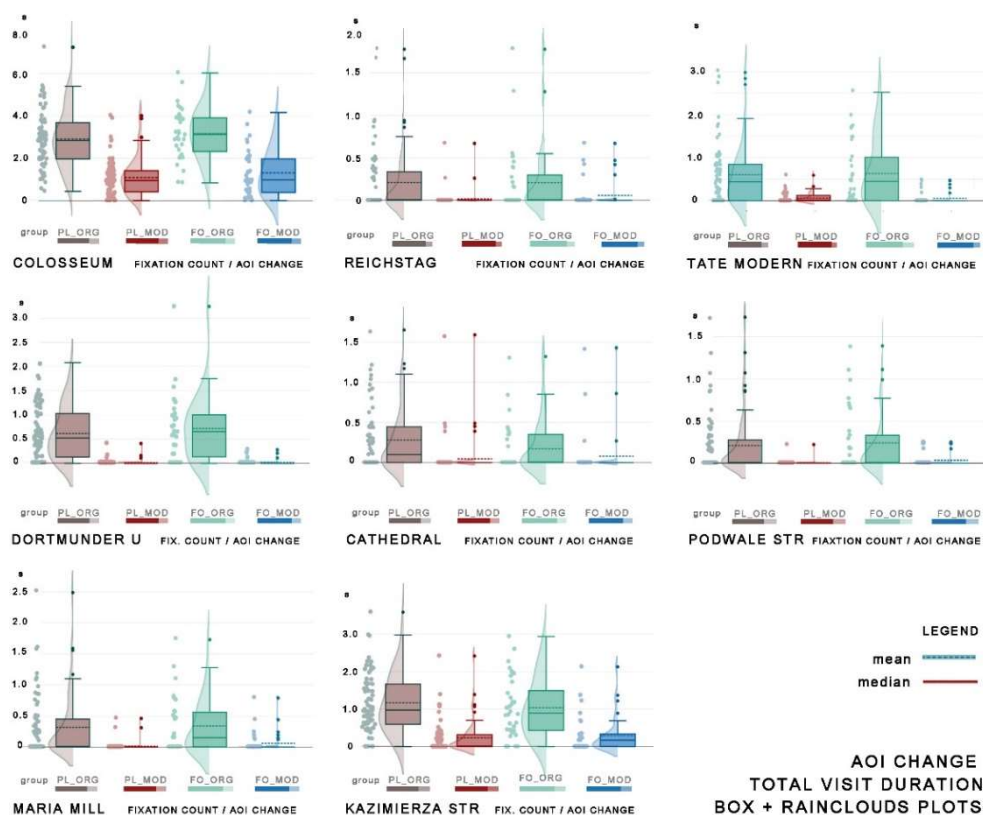 s
8.0
6.0
4.0
2.0
0
group PL_ORG PL_MOD FO_ORG FO_MOD
COLOSSEUM FIXATION COUNT / AOI CHANGE
s
2.0
1.5
1.0
0.5
0
group PL_ORG PL_MOD FO_ORG FO_MOD
REICHSTAG FIXATION COUNT / AOI CHANGE
s
3.0
2.0
1.0
0.5
0
group PL_ORG PL_MOD FO_ORG FO_MOD
TATE MODERN FIXATION COUNT / AOI CHANGE
s
3.0
2.5
2.0
1.5
1.0
0.5
0
group PL_ORG PL_MOD FO_ORG FO_MOD
DORTMUNDER U FIX. COUNT / AOI CHANGE
s
1.5
1.0
0.5
0
group PL_ORG PL_MOD FO_ORG FO_MOD
CATHEDRAL FIXATION COUNT / AOI CHANGE
s
1.5
1.0
0.5
0
group PL_ORG PL_MOD FO_ORG FO_MOD
PODWALE STR FIAXTION COUNT / AOI CHANGE
s
2.5
2.0
1.5
1.0
0.5
0
group PL_ORG PL_MOD FO_ORG FO_MOD
MARIA MILL FIXATION COUNT / AOI CHANGE
s
3.0
2.0
1.0
0
group PL_ORG PL_MOD FO_ORG FO_MOD
KAZIMIERZA STR FIX. COUNT / AOI CHANGE
LEGEND
mean
median
AOI CHANGE
TOTAL VISIT DURATION
BOX + RAINCLOUDS PLOTS